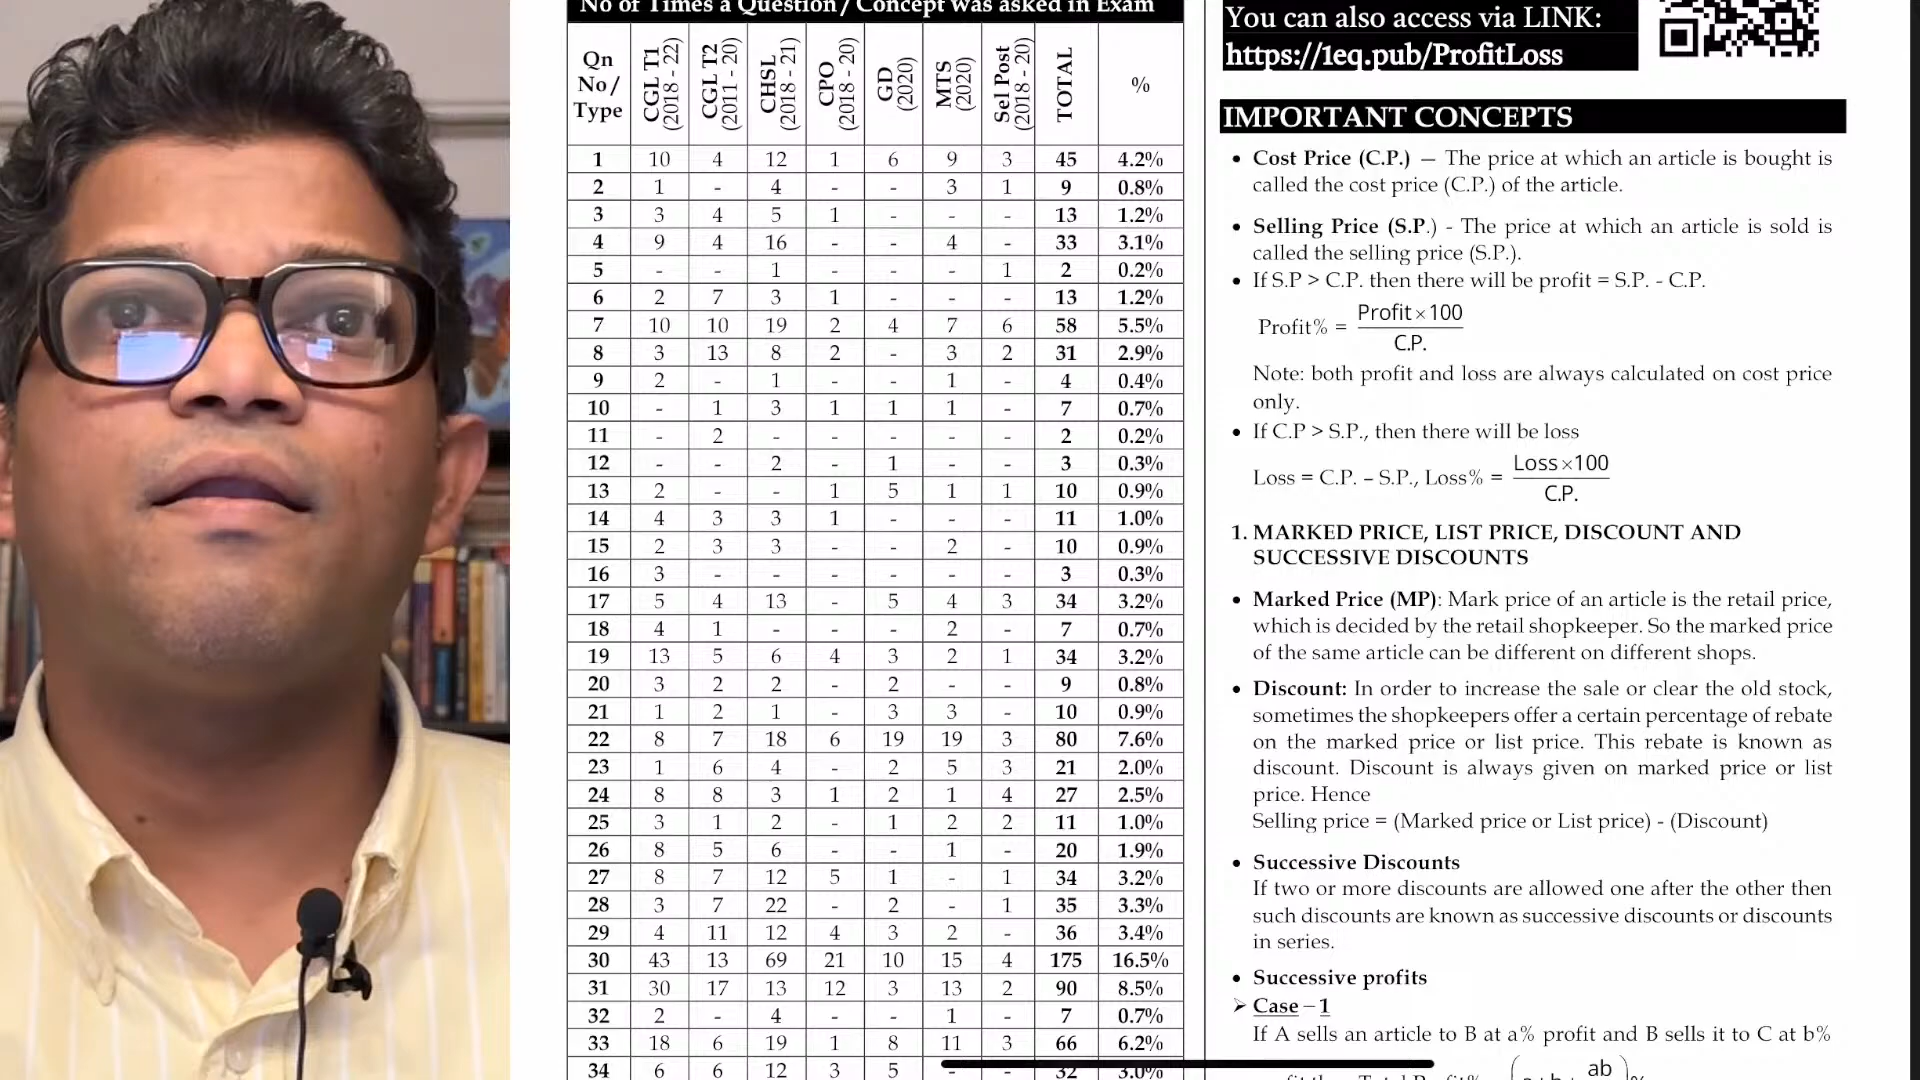 No of Times a Question / Concept was asked in Exam
Qn No / Type CGL T1 (2018 - 22) CGL T2 (2011 - 20) CHSL (2018 - 21) CPO (2018 - 20) GD (2020) MTS (2020) Sel Post (2018 - 20) TOTAL %
1 10 4 12 1 6 9 3 45 4.2%
2 1 - 4 - - 3 1 9 0.8%
3 3 4 5 1 - - - 13 1.2%
4 9 4 16 - - 4 - 33 3.1%
5 - - 1 - - - 1 2 0.2%
6 2 7 3 1 - - - 13 1.2%
7 10 10 19 2 4 7 6 58 5.5%
8 3 13 8 2 - 3 2 31 2.9%
9 2 - 1 - - 1 - 4 0.4%
10 - 1 3 1 1 1 - 7 0.7%
11 - 2 - - - - - 2 0.2%
12 - - 2 - 1 - - 3 0.3%
13 2 - - 1 5 1 1 10 0.9%
14 4 3 3 1 - - - 11 1.0%
15 2 3 3 - - 2 - 10 0.9%
16 3 - - - - - - 3 0.3%
17 5 4 13 - 5 4 3 34 3.2%
18 4 1 - - - 2 - 7 0.7%
19 13 5 6 4 3 2 1 34 3.2%
20 3 2 2 - 2 - - 9 0.8%
21 1 2 1 - 3 3 - 10 0.9%
22 8 7 18 6 19 19 3 80 7.6%
23 1 6 4 - 2 5 3 21 2.0%
24 8 8 3 1 2 1 4 27 2.5%
25 3 1 2 - 1 2 2 11 1.0%
26 8 5 6 - - 1 - 20 1.9%
27 8 7 12 5 1 - 1 34 3.2%
28 3 7 22 - 2 - 1 35 3.3%
29 4 11 12 4 3 2 - 36 3.4%
30 43 13 69 21 10 15 4 175 16.5%
31 30 17 13 12 3 13 2 90 8.5%
32 2 - 4 - - 1 - 7 0.7%
33 18 6 19 1 8 11 3 66 6.2%
34 6 6 12 3 5 - - 32 3.0%
You can also access via LINK:
https://1eq.pub/ProfitLoss
IMPORTANT CONCEPTS
• Cost Price (C.P.) — The price at which an article is bought is
called the cost price (C.P.) of the article.
• Selling Price (S.P.) - The price at which an article is sold is
called the selling price (S.P.).
• If S.P > C.P. then there will be profit = S.P. - C.P.
Profit% = Profit×100 / C.P.
Note: both profit and loss are always calculated on cost price
only.
• If C.P > S.P., then there will be loss
Loss = C.P. – S.P., Loss% = Loss×100 / C.P.
1. MARKED PRICE, LIST PRICE, DISCOUNT AND
SUCCESSIVE DISCOUNTS
• Marked Price (MP): Mark price of an article is the retail price,
which is decided by the retail shopkeeper. So the marked price
of the same article can be different on different shops.
• Discount: In order to increase the sale or clear the old stock,
sometimes the shopkeepers offer a certain percentage of rebate
on the marked price or list price. This rebate is known as
discount. Discount is always given on marked price or list
price. Hence
Selling price = (Marked price or List price) - (Discount)
• Successive Discounts
If two or more discounts are allowed one after the other then
such discounts are known as successive discounts or discounts
in series.
• Successive profits
➢ Case – 1
If A sells an article to B at a% profit and B sells it to C at b%